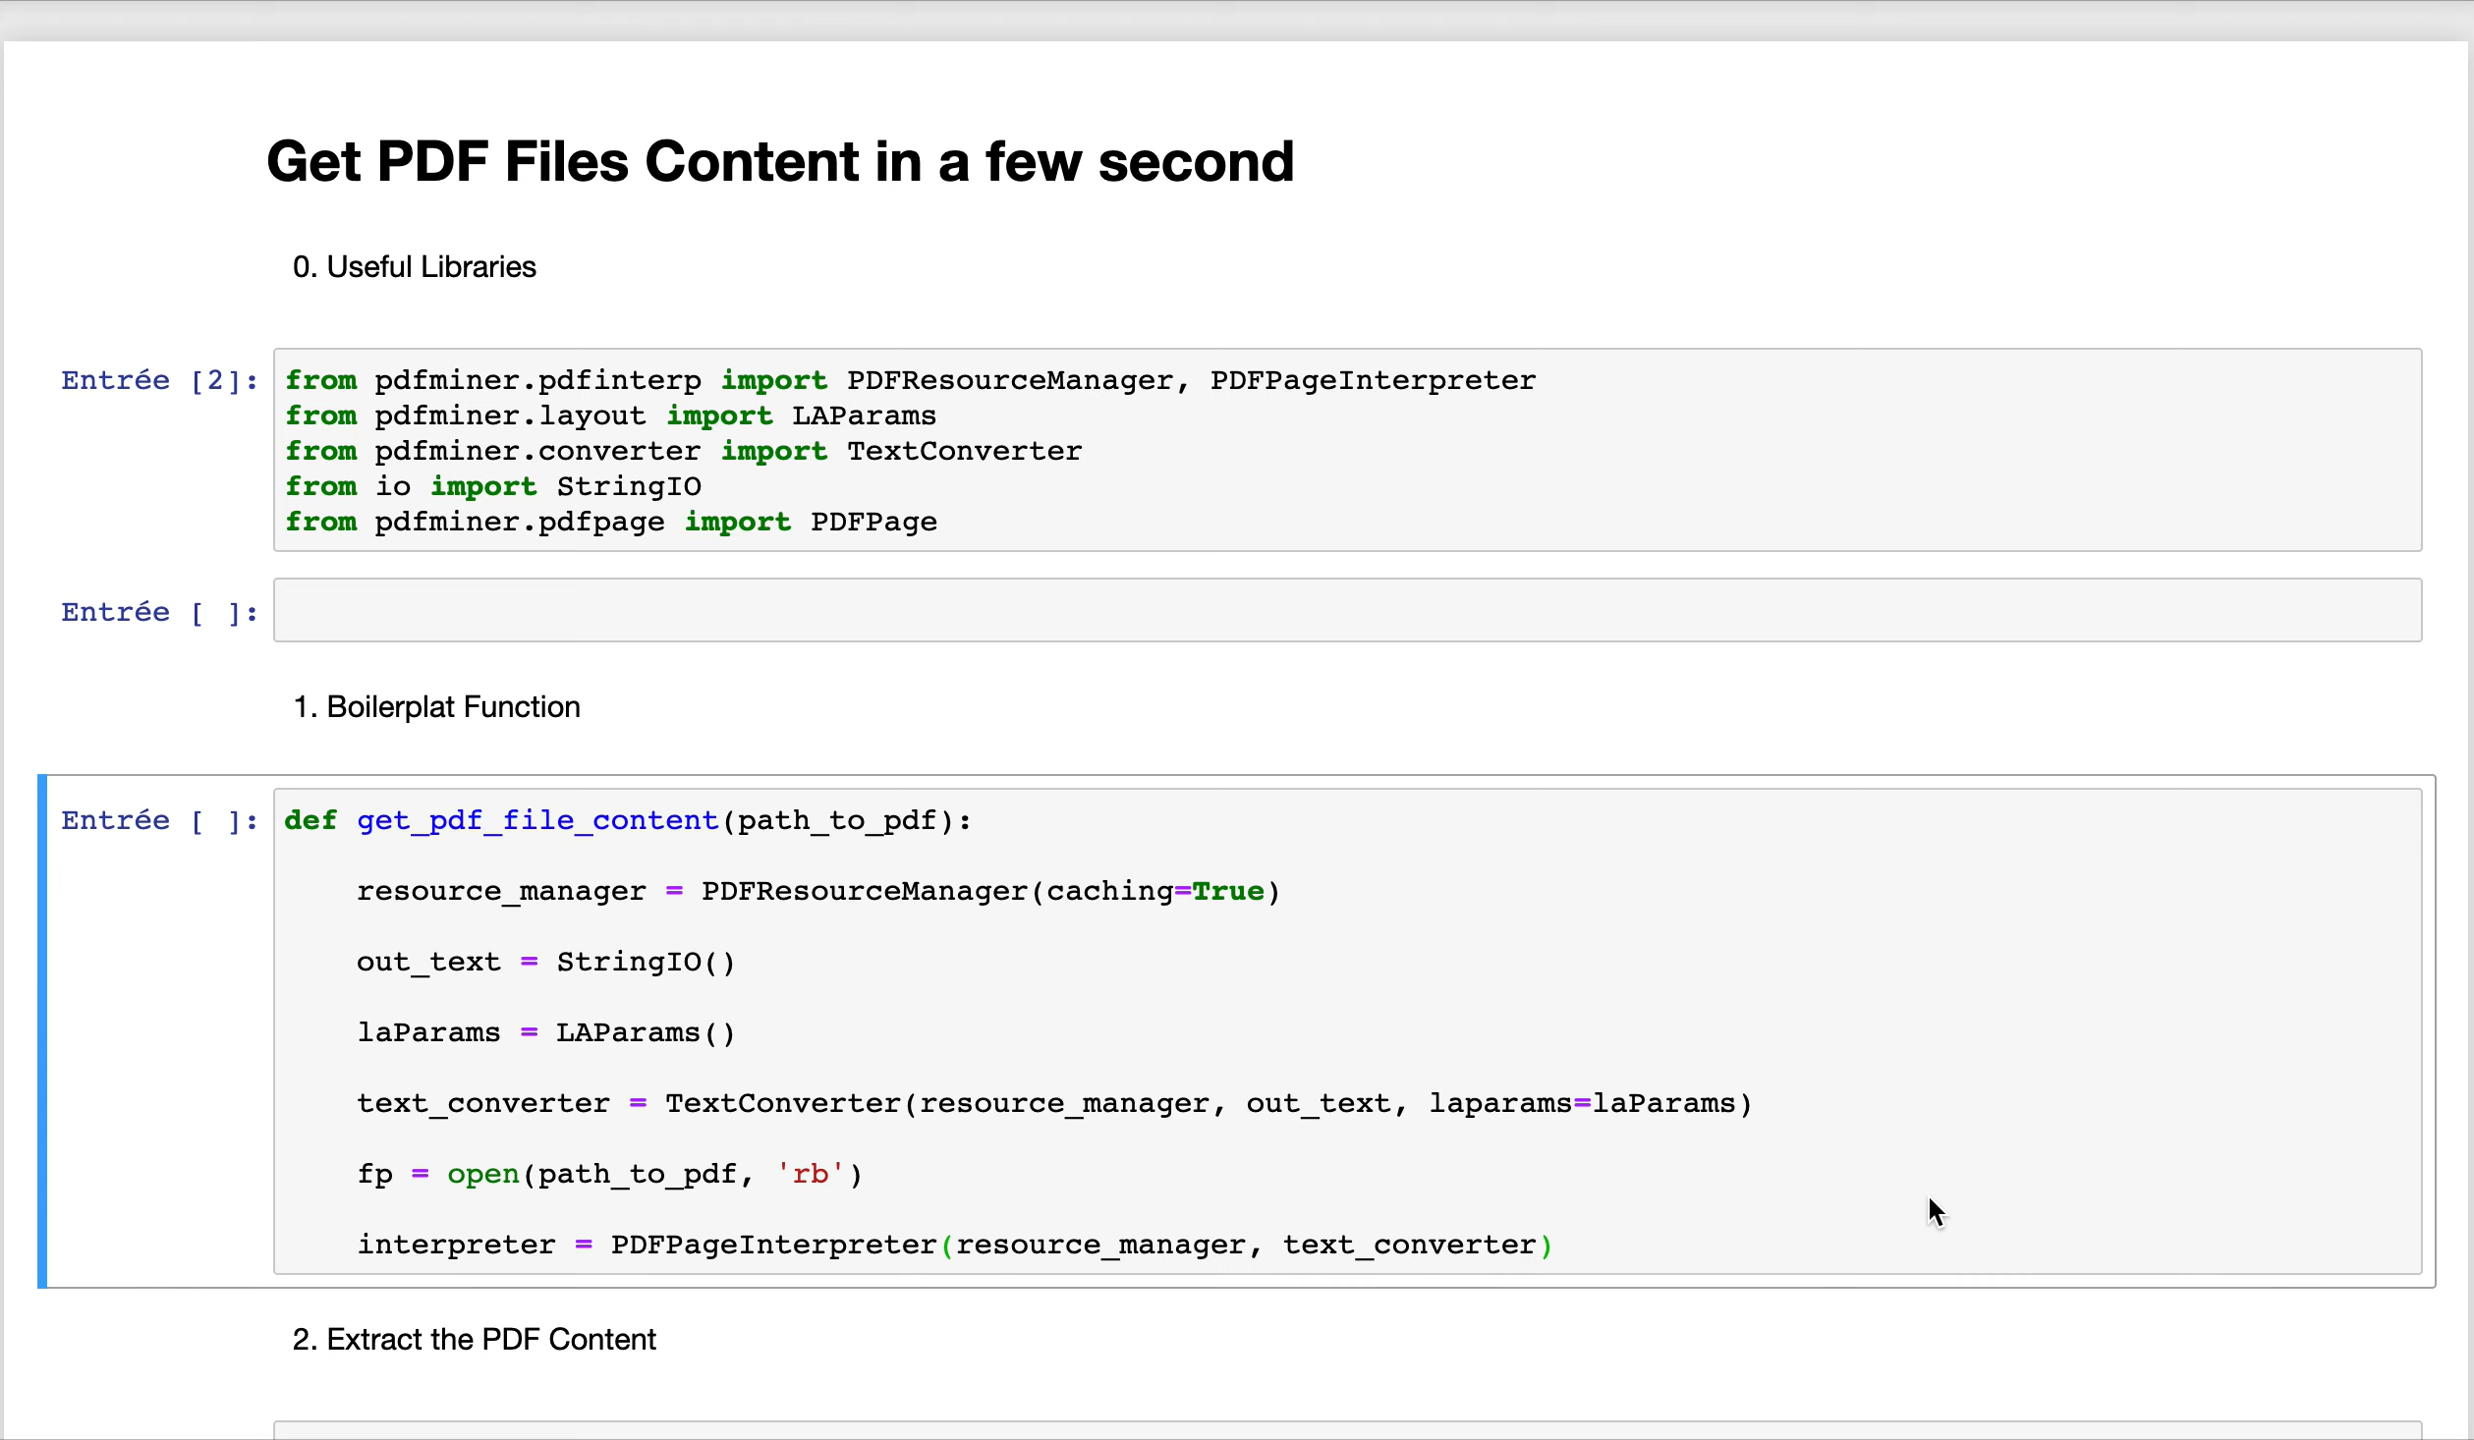 Get PDF Files Content in a few second
0. Useful Libraries
Entrée [2]: from pdfminer.pdfinterp import PDFResourceManager, PDFPageInterpreter
from pdfminer.layout import LAParams
from pdfminer.converter import TextConverter
from io import StringIO
from pdfminer.pdfpage import PDFPage
Entrée [ ]:
1. Boilerplat Function
Entrée [ ]: def get_pdf_file_content(path_to_pdf):
resource_manager = PDFResourceManager(caching=True)
out_text = StringIO()
laParams = LAParams()
text_converter = TextConverter(resource_manager, out_text, laparams=laParams)
fp = open(path_to_pdf, 'rb')
interpreter = PDFPageInterpreter(resource_manager, text_converter)
2. Extract the PDF Content